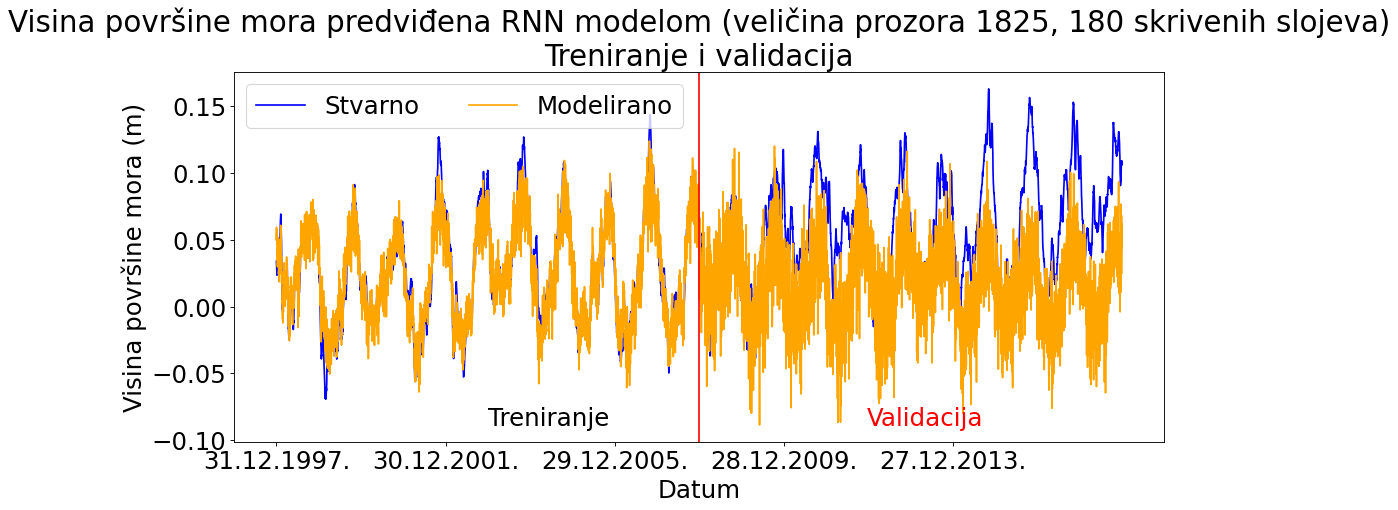 Visina površine mora predviđena RNN modelom (veličina prozora 1825, 180 skrivenih slojeva)
Treniranje i validacija
Stvarno
Modelirano
Visina površine mora (m)
0.15
0.10
0.05
0.00
−0.05
−0.10
Treniranje
Validacija
31.12.1997.
30.12.2001.
29.12.2005.
28.12.2009.
27.12.2013.
Datum